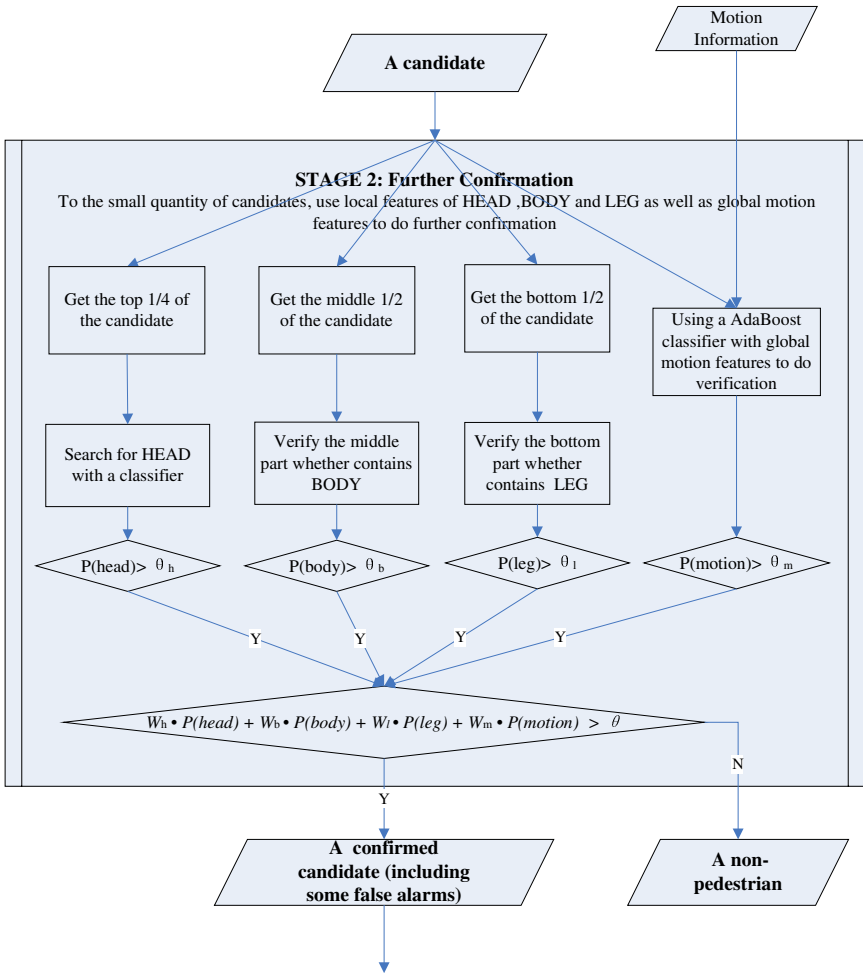 Motion
Information
A candidate
STAGE 2: Further Confirmation
To the small quantity of candidates, use local features of HEAD ,BODY and LEG as well as global motion
features to do further confirmation
Get the top 1/4 of
the candidate
Get the middle 1/2
of the candidate
Get the bottom 1/2
of the candidate
Using a AdaBoost
classifier with global
motion features to do
verification
Search for HEAD
with a classifier
Verify the middle
part whether contains
BODY
Verify the bottom
part whether
contains LEG
P(head)> θ h
P(body)> θ b
P(leg)> θ l
P(motion)> θ m
Y
Y
Y
Y
Wh • P(head) + Wb • P(body) + Wl • P(leg) + Wm • P(motion) > θ
N
Y
A confirmed
candidate (including
some false alarms)
A non-
pedestrian